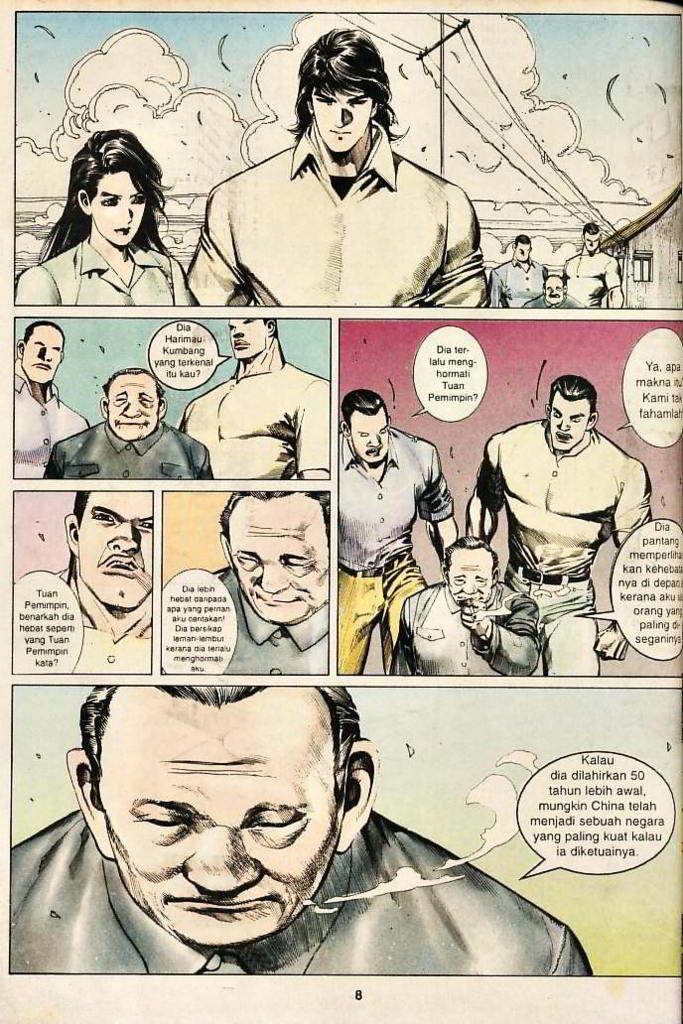 Dia
Harimau
Kumbang
yang terkenal
itu kau?
Dia ter-
lalu meng-
hormati
Tuan
Pemimpin?
Ya, apa
makna itu
Kami tak
fahamlah
Dia
pantang
memperlih
kan kehebat
nya di depan
kerana aku
orang yang
paling di-
seganinya
Tuan
Pemimpin,
benarkah dia
hebat seperti
yang Tuan
Pemimpin
kata?
Dia lebih
hebat daripada
apa yang pernah
aku ceritakan!
Dia bersikap
lemah-lembut
kerana dia terlalu
menghormati
aku.
Kalau
dia dilahirkan 50
tahun lebih awal,
mungkin China telah
menjadi sebuah negara
yang paling kuat kalau
ia diketuainya.
8